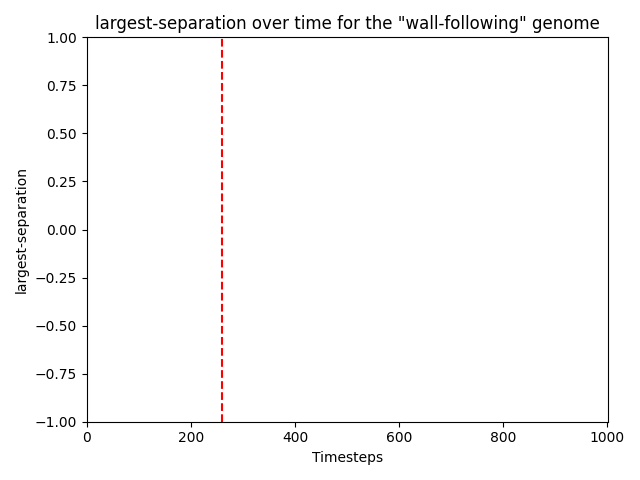 largest-separation over time for the "wall-following" genome
1.00
0.75
0.50
0.25
0.00
−0.25
−0.50
−0.75
−1.00
largest-separation
0 200 400 600 800 1000
Timesteps